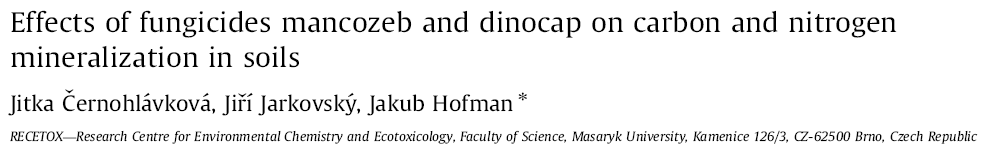 Effects of fungicides mancozeb and dinocap on carbon and nitrogen
mineralization in soils
Jitka Černohlávková, Jiří Jarkovský, Jakub Hofman *
RECETOX—Research Centre for Environmental Chemistry and Ecotoxicology, Faculty of Science, Masaryk University, Kamenice 126/3, CZ-62500 Brno, Czech Republic